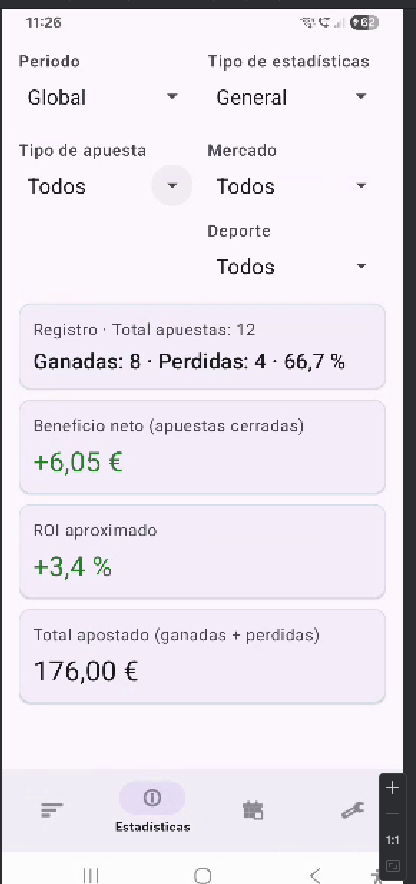 11:26
62
Periodo
Tipo de estadísticas
Global
General
Tipo de apuesta
Mercado
Todos
Todos
Deporte
Todos
Registro · Total apuestas: 12
Ganadas: 8 · Perdidas: 4 · 66,7 %
Beneficio neto (apuestas cerradas)
+6,05 €
ROI aproximado
+3,4 %
Total apostado (ganadas + perdidas)
176,00 €
Estadísticas
1:1